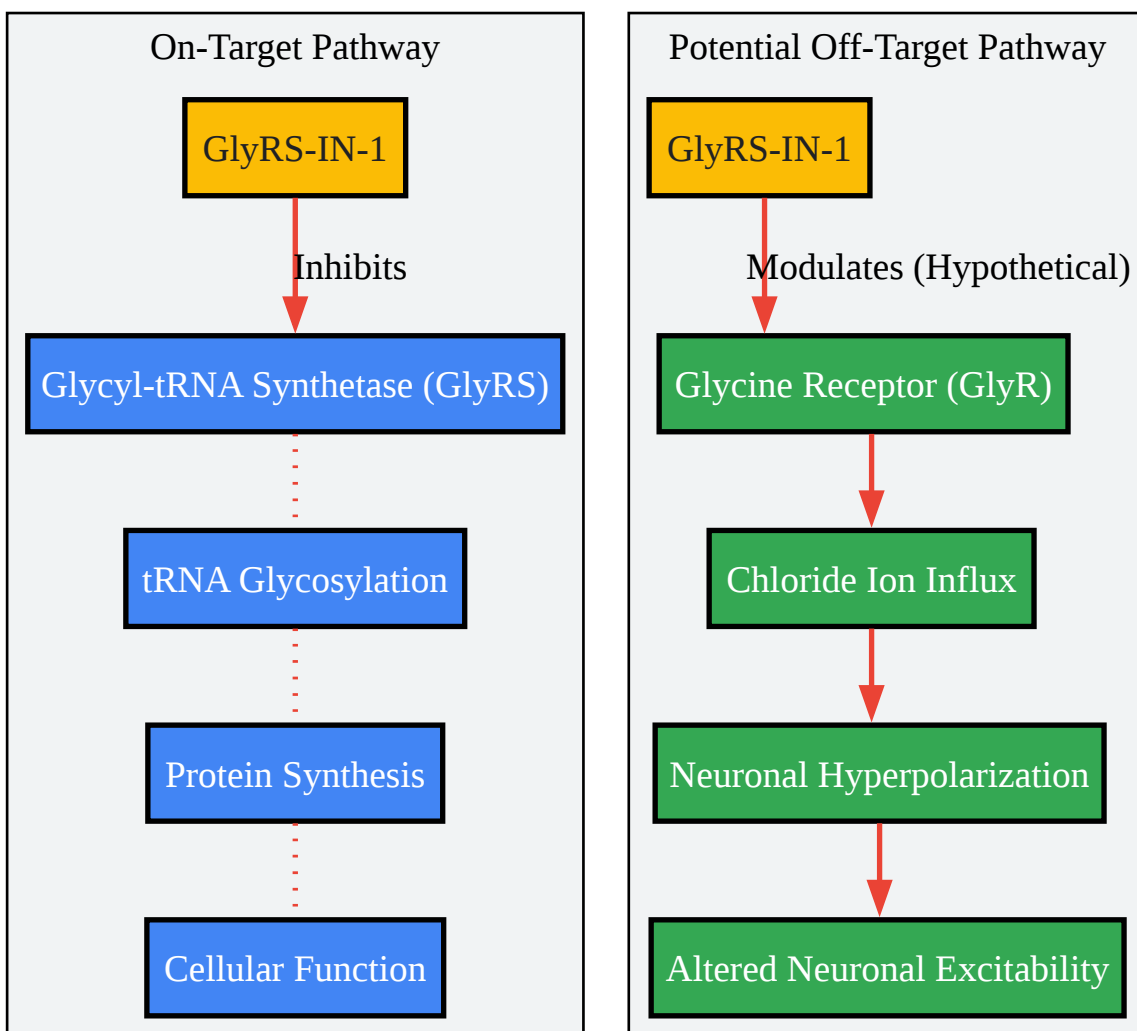 On-Target Pathway
GlyRS-IN-1
Inhibits
Glycyl-tRNA Synthetase (GlyRS)
tRNA Glycosylation
Protein Synthesis
Cellular Function
Potential Off-Target Pathway
GlyRS-IN-1
Modulates (Hypothetical)
Glycine Receptor (GlyR)
Chloride Ion Influx
Neuronal Hyperpolarization
Altered Neuronal Excitability